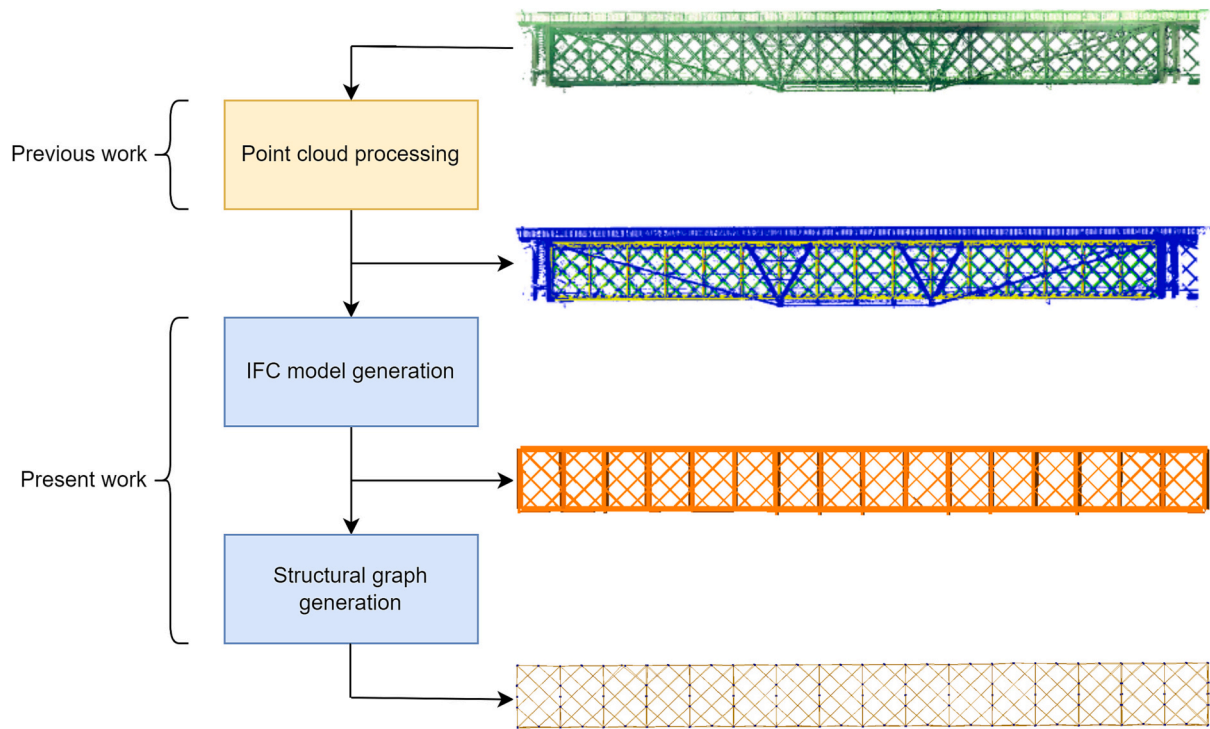 Previous work
Point cloud processing
IFC model generation
Present work
Structural graph
generation